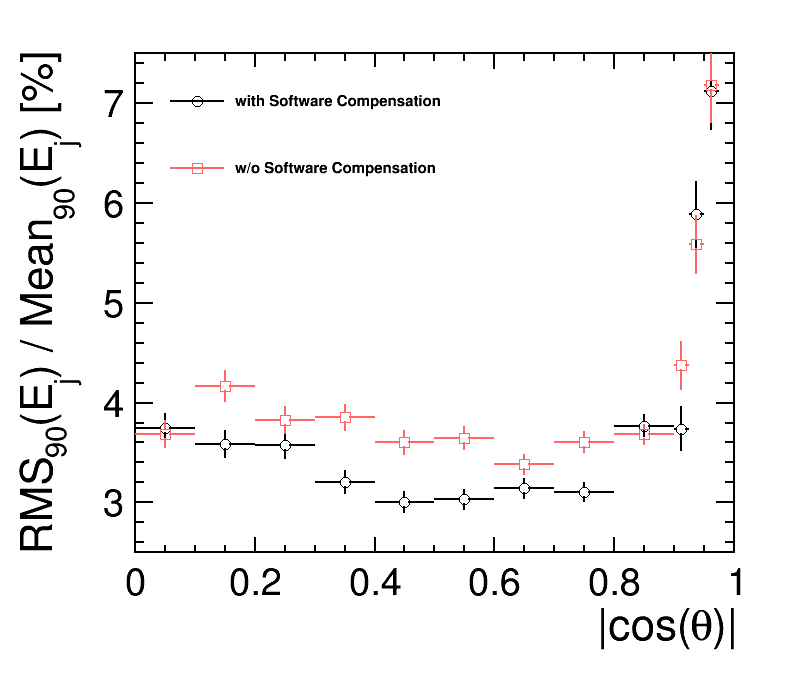 RMS90(Ej) / Mean90(Ej) [%]
with Software Compensation
w/o Software Compensation
7
6
5
4
3
0 0.2 0.4 0.6 0.8 1
|cos(θ)|